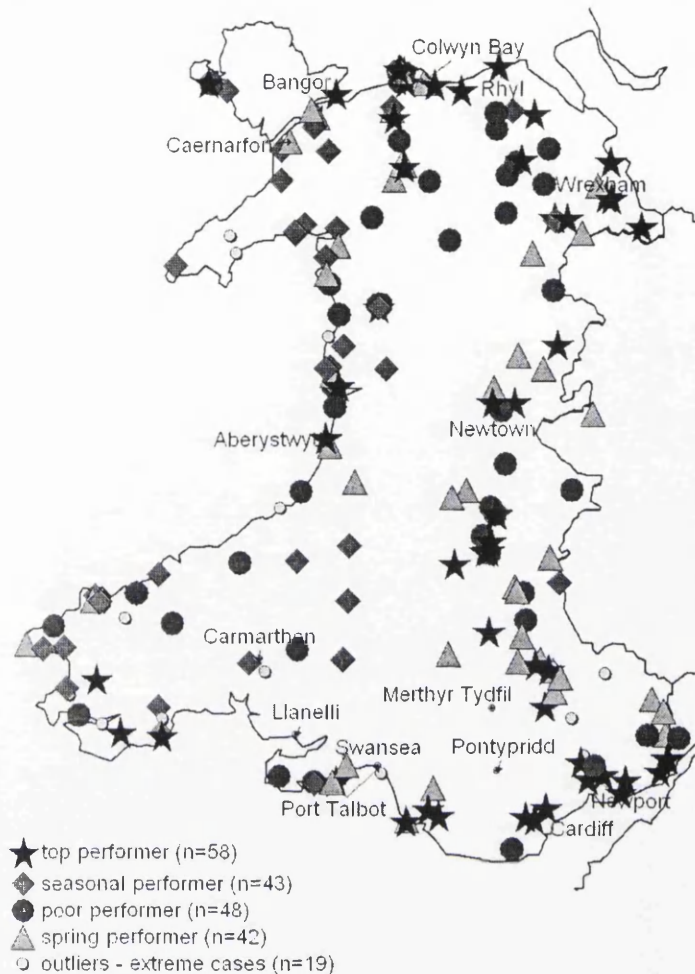 Colwyn Bay
Bangor
Rhyl
Caernarfon
Wrexham
Aberystwyt
Newtown
Carmarthen
Merthyr Tydfil
Llanelli
Swansea
Pontypridd
Port Talbot
Newport
Cardiff
top performer (n=58)
seasonal performer (n=43)
poor performer (n=48)
spring performer (n=42)
outliers - extreme cases (n=19)